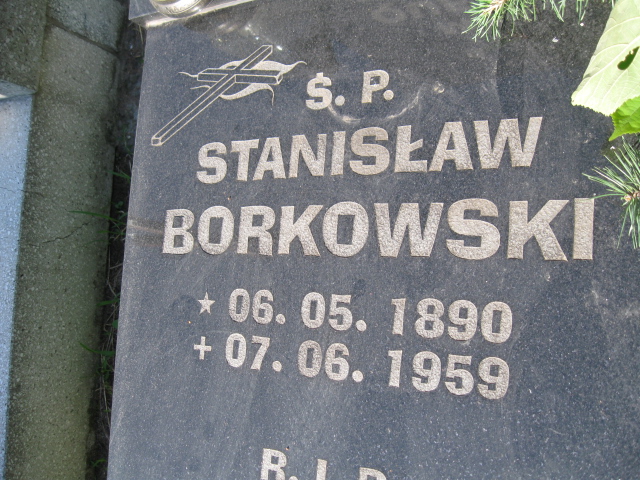 Ś. P.
STANISŁAW
BORKOWSKI
* 06. 05. 1890
+ 07. 06. 1959
R. I. P.